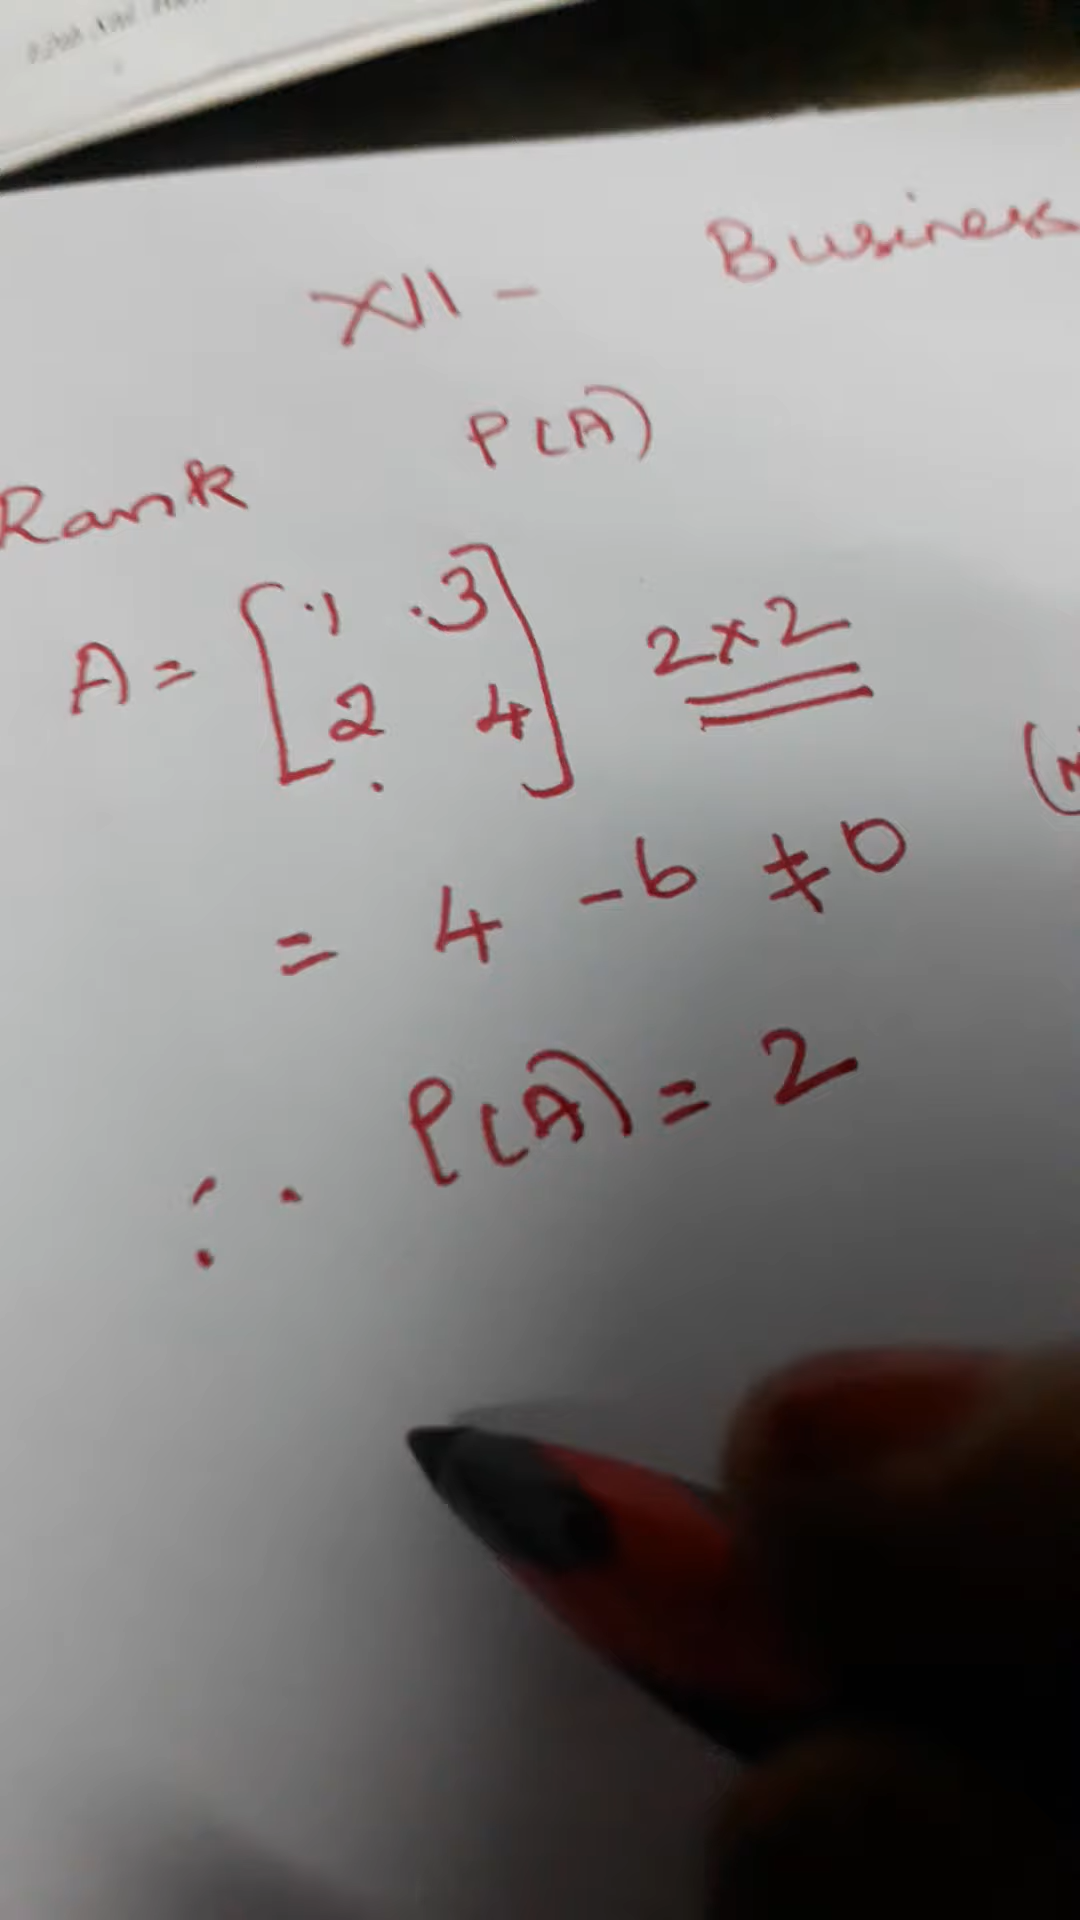 XII - Business
Rank P(A)
A = [ 1 3
2 4 ] 2×2
= 4 - 6 ≠ 0
∴ P(A) = 2